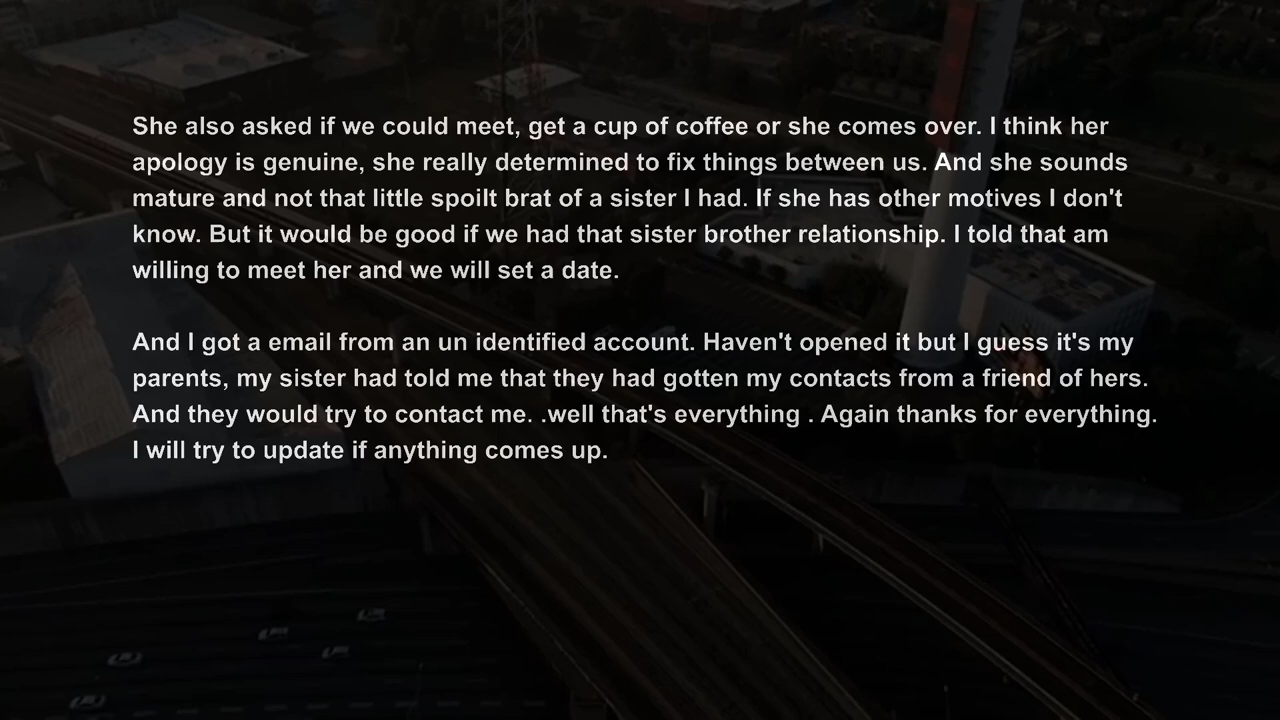 She also asked if we could meet, get a cup of coffee or she comes over. I think her
apology is genuine, she really determined to fix things between us. And she sounds
mature and not that little spoilt brat of a sister I had. If she has other motives I don't
know. But it would be good if we had that sister brother relationship. I told that am
willing to meet her and we will set a date.
And I got a email from an un identified account. Haven't opened it but I guess it's my
parents, my sister had told me that they had gotten my contacts from a friend of hers.
And they would try to contact me. .well that's everything . Again thanks for everything.
I will try to update if anything comes up.